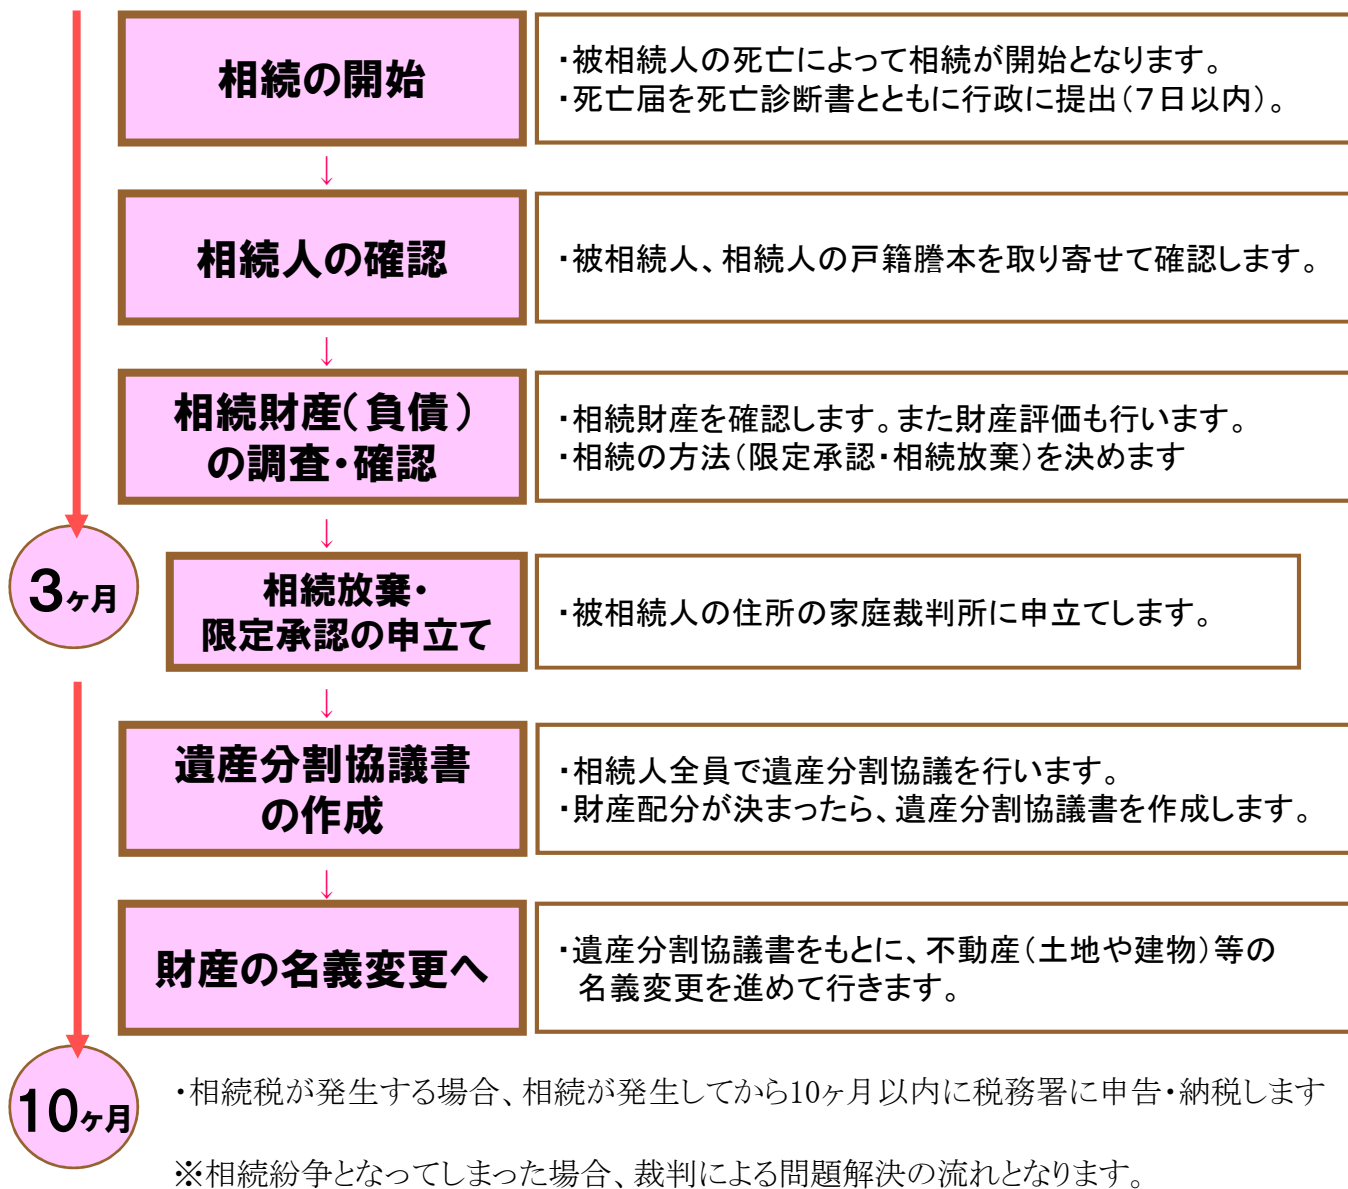 相続の開始
・被相続人の死亡によって相続が開始となります。
・死亡届を死亡診断書とともに行政に提出（７日以内）。
↓
相続人の確認
・被相続人、相続人の戸籍謄本を取り寄せて確認します。
↓
相続財産（負債）
の調査・確認
・相続財産を確認します。また財産評価も行います。
・相続の方法（限定承認・相続放棄）を決めます
↓
3ヶ月
相続放棄・
限定承認の申立て
・被相続人の住所の家庭裁判所に申立てします。
↓
遺産分割協議書
の作成
・相続人全員で遺産分割協議を行います。
・財産配分が決まったら、遺産分割協議書を作成します。
↓
財産の名義変更へ
・遺産分割協議書をもとに、不動産（土地や建物）等の
名義変更を進めて行きます。
10ヶ月
・相続税が発生する場合、相続が発生してから10ヶ月以内に税務署に申告・納税します
※相続紛争となってしまった場合、裁判による問題解決の流れとなります。